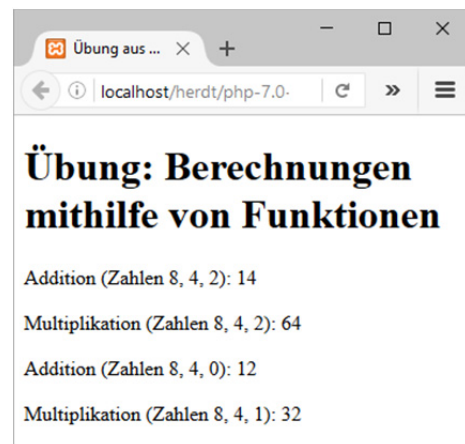 Übung aus ...
localhost/herdt/php-7.0-
Übung: Berechnungen
mithilfe von Funktionen
Addition (Zahlen 8, 4, 2): 14
Multiplikation (Zahlen 8, 4, 2): 64
Addition (Zahlen 8, 4, 0): 12
Multiplikation (Zahlen 8, 4, 1): 32